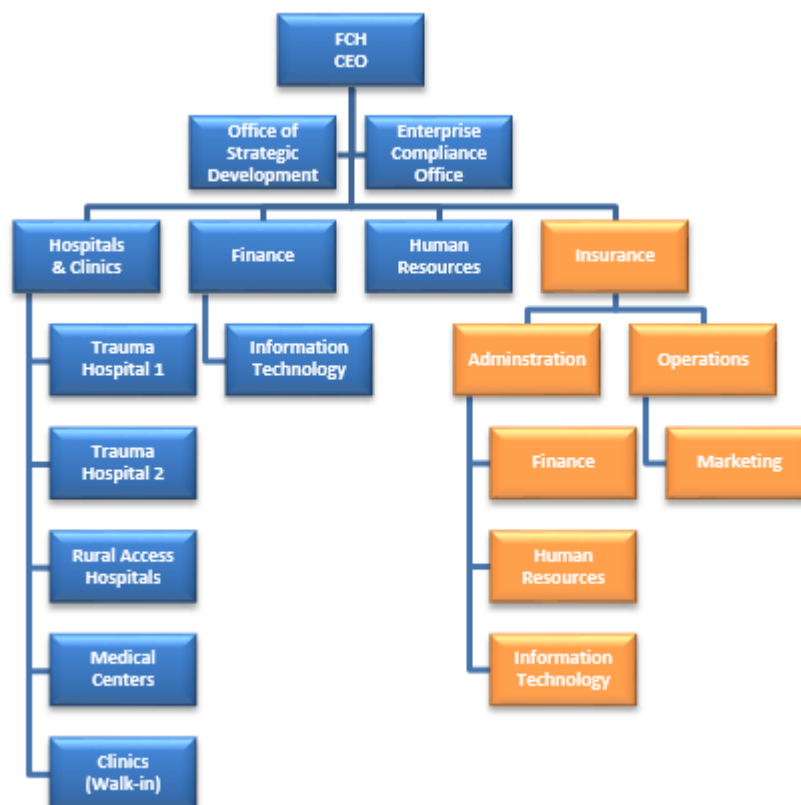 FCH
CEO
Office of
Strategic
Development
Enterprise
Compliance
Office
Hospitals
& Clinics
Finance
Human
Resources
Insurance
Trauma
Hospital 1
Information
Technology
Adminstration
Operations
Trauma
Hospital 2
Finance
Marketing
Rural Access
Hospitals
Human
Resources
Medical
Centers
Information
Technology
Clinics
(Walk-in)